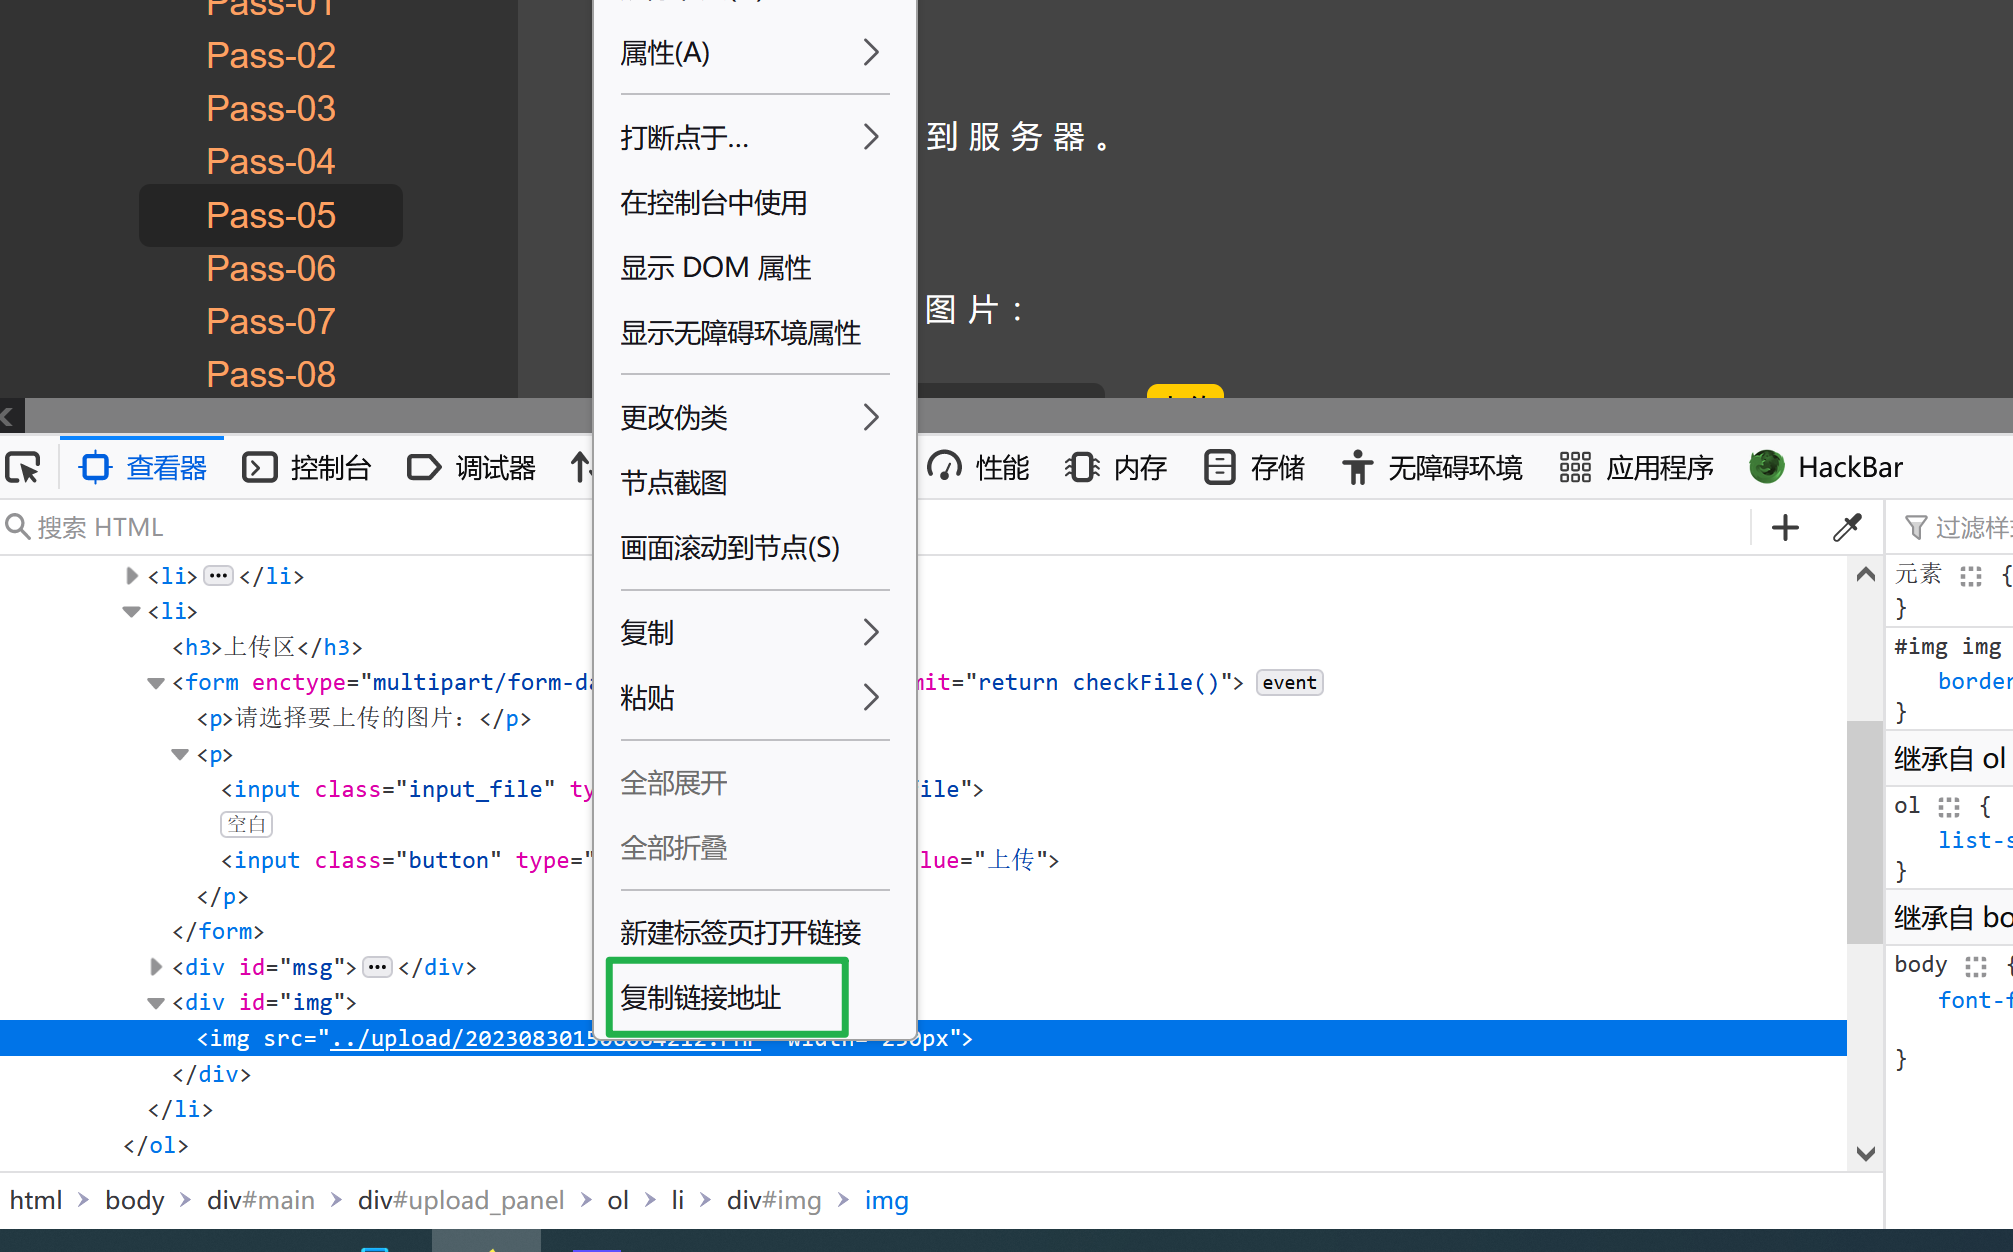 Pass-01
Pass-02
Pass-03
Pass-04
Pass-05
Pass-06
Pass-07
Pass-08
到服务器。
图片：
属性(A)
打断点于...
在控制台中使用
显示 DOM 属性
显示无障碍环境属性
更改伪类
节点截图
画面滚动到节点(S)
复制
粘贴
全部展开
全部折叠
新建标签页打开链接
复制链接地址
查看器 控制台 调试器 性能 内存 存储 无障碍环境 应用程序 HackBar
搜索 HTML
<li>…</li>
<li>
<h3>上传区</h3>
<form enctype="multipart/form-da mit="return checkFile()"> event
<p>请选择要上传的图片：</p>
<p>
<input class="input_file" ty ile">
空白
<input class="button" type=" lue="上传">
</p>
</form>
<div id="msg">…</div>
<div id="img">
<img src="../upload/202308301 px">
</div>
</li>
</ol>
html > body > div#main > div#upload_panel > ol > li > div#img > img
过滤样
元素 {
}
#img img
border
}
继承自 ol
ol {
list-s
}
继承自 bo
body {
font-f
}